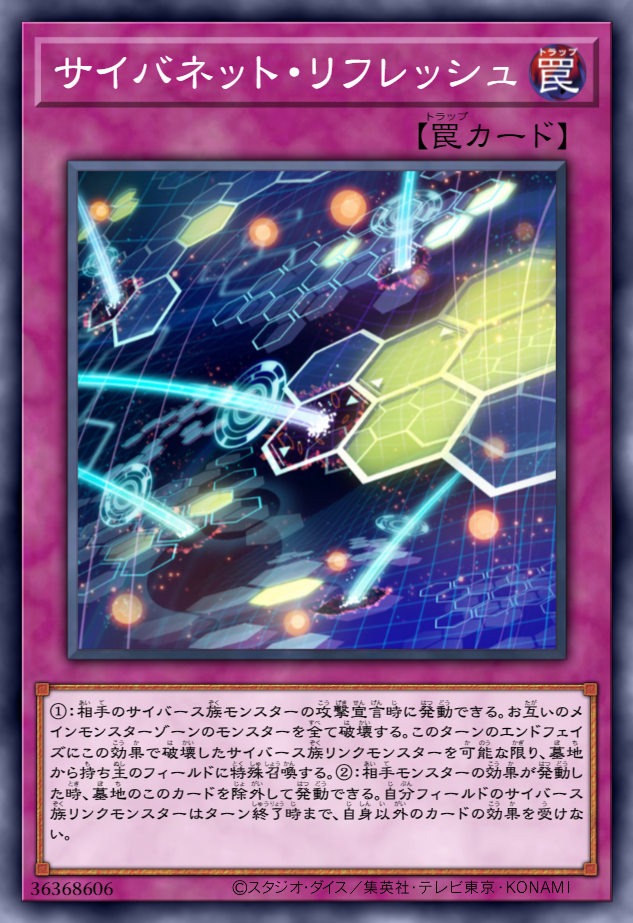 サイバネット・リフレッシュ
トラップ
罠
トラップ
【罠カード】
①：相手のサイバース族モンスターの攻撃宣言時に発動できる。お互いのメ
インモンスターゾーンのモンスターを全て破壊する。このターンのエンドフェイ
ズにこの効果で破壊したサイバース族リンクモンスターを可能な限り、墓地
から持ち主のフィールドに特殊召喚する。②：相手モンスターの効果が発動し
た時、墓地のこのカードを除外して発動できる。自分フィールドのサイバース
族リンクモンスターはターン終了時まで、自身以外のカードの効果を受けな
い。
36368606
©スタジオ・ダイス／集英社・テレビ東京・KONAMI